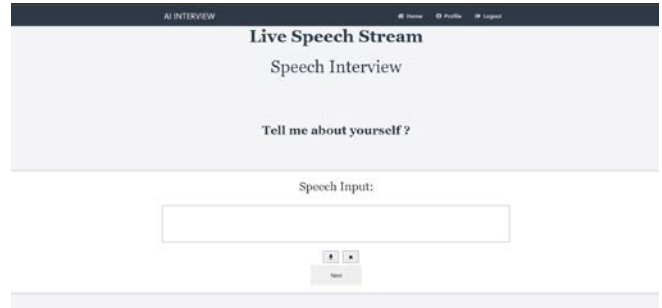 AI INTERVIEW Home Profile Logout
Live Speech Stream
Speech Interview
Tell me about yourself ?
Speech Input:
Next